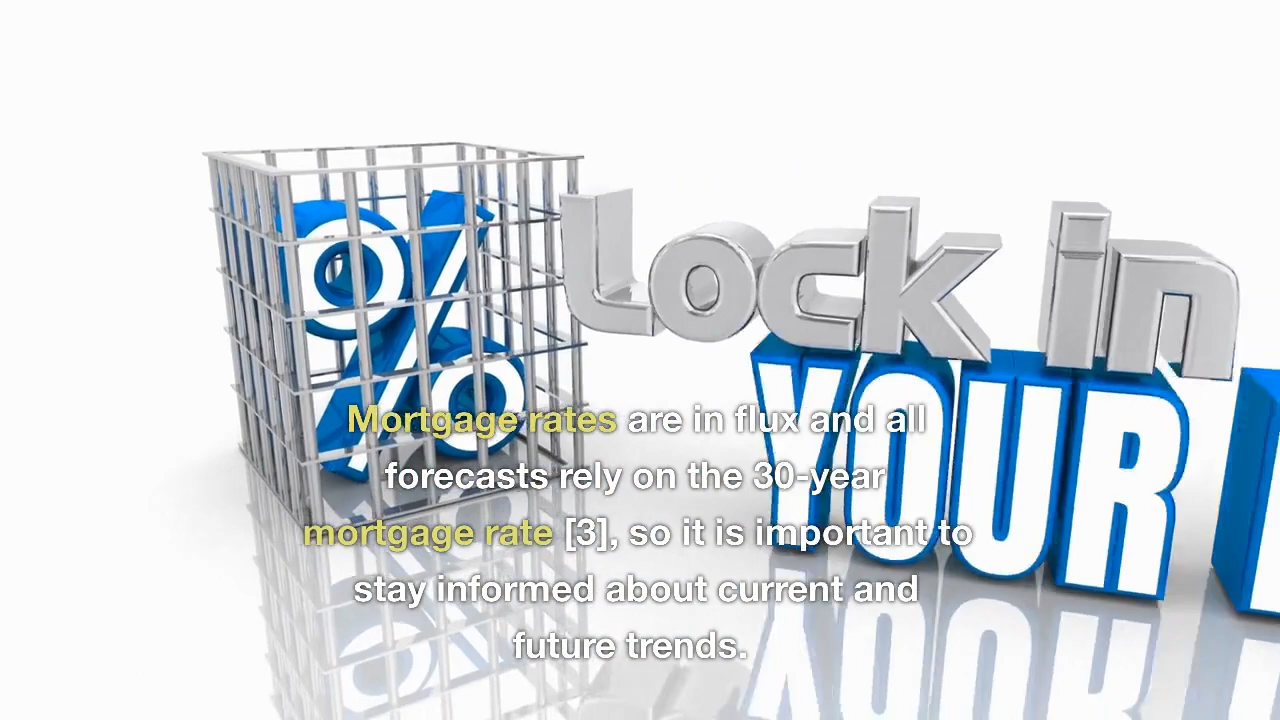 %
Lock in
YOUR
Mortgage rates are in flux and all
forecasts rely on the 30-year
mortgage rate [3], so it is important to
stay informed about current and
future trends.